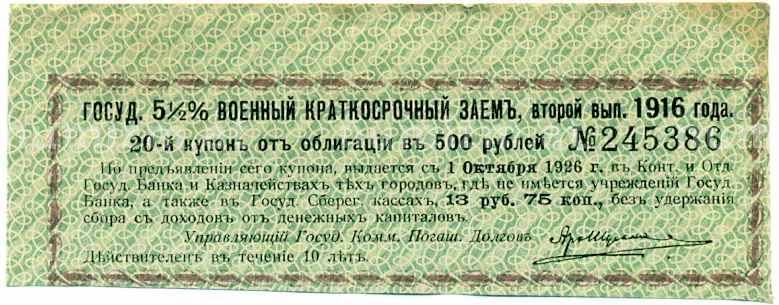 ГОСУД. 5½% ВОЕННЫЙ КРАТКОСРОЧНЫЙ ЗАЕМЪ, второй вып. 1916 года.
20-й купонъ отъ облигаціи въ 500 рублей №245386
По предъявленіи сего купона, выдается съ 1 Октября 1926 г. въ Конт. и Отд.
Госуд. Банка и Казначействахъ тѣхъ городовъ, гдѣ не имѣется учрежденій Госуд.
Банка, а также въ Госуд. Сберег. кассахъ, 13 руб. 75 коп., безъ удержанія
сбора съ доходовъ отъ денежныхъ капиталовъ.
Управляющій Госуд. Комм. Погаш. Долговъ
Дѣйствителенъ въ теченіе 10 лѣтъ.